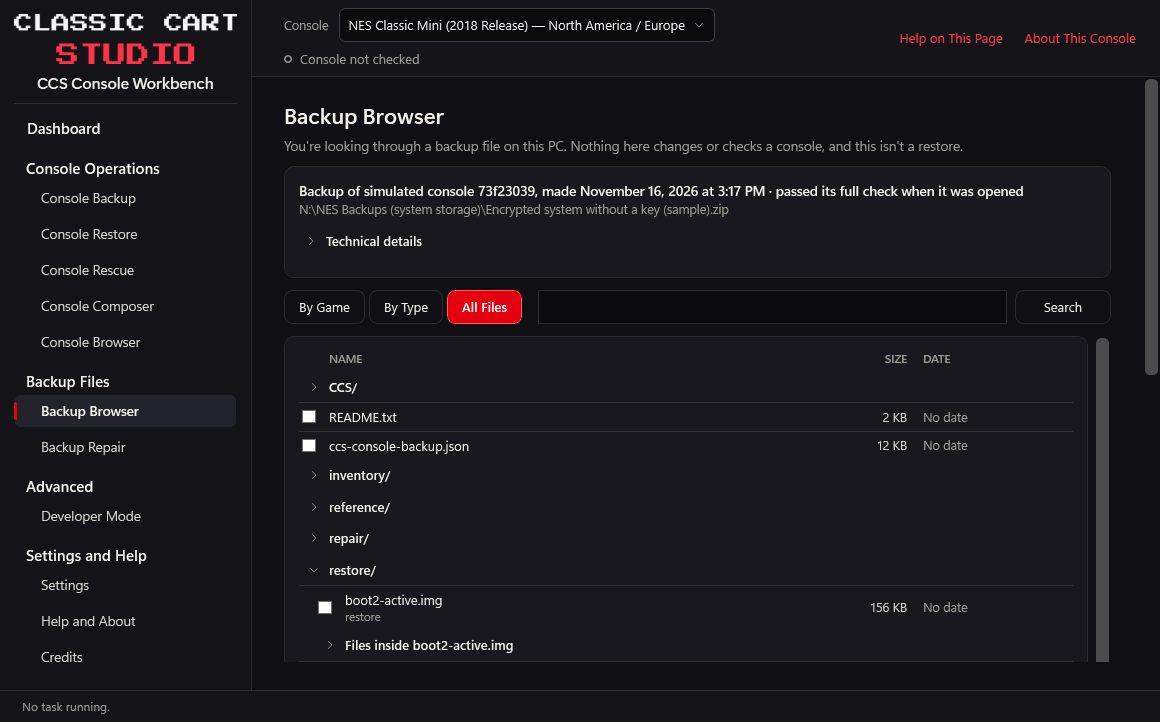 CLASSIC CART
STUDIO
CCS Console Workbench
Dashboard
Console Operations
Console Backup
Console Restore
Console Rescue
Console Composer
Console Browser
Backup Files
Backup Browser
Backup Repair
Advanced
Developer Mode
Settings and Help
Settings
Help and About
Credits
Console
NES Classic Mini (2018 Release) — North America / Europe
Console not checked
Help on This Page
About This Console
Backup Browser
You're looking through a backup file on this PC. Nothing here changes or checks a console, and this isn't a restore.
Backup of simulated console 73f23039, made November 16, 2026 at 3:17 PM · passed its full check when it was opened
N:\NES Backups (system storage)\Encrypted system without a key (sample).zip
Technical details
By Game
By Type
All Files
Search
NAME SIZE DATE
CCS/
README.txt 2 KB No date
ccs-console-backup.json 12 KB No date
inventory/
reference/
repair/
restore/
boot2-active.img 156 KB No date
restore
Files inside boot2-active.img
No task running.